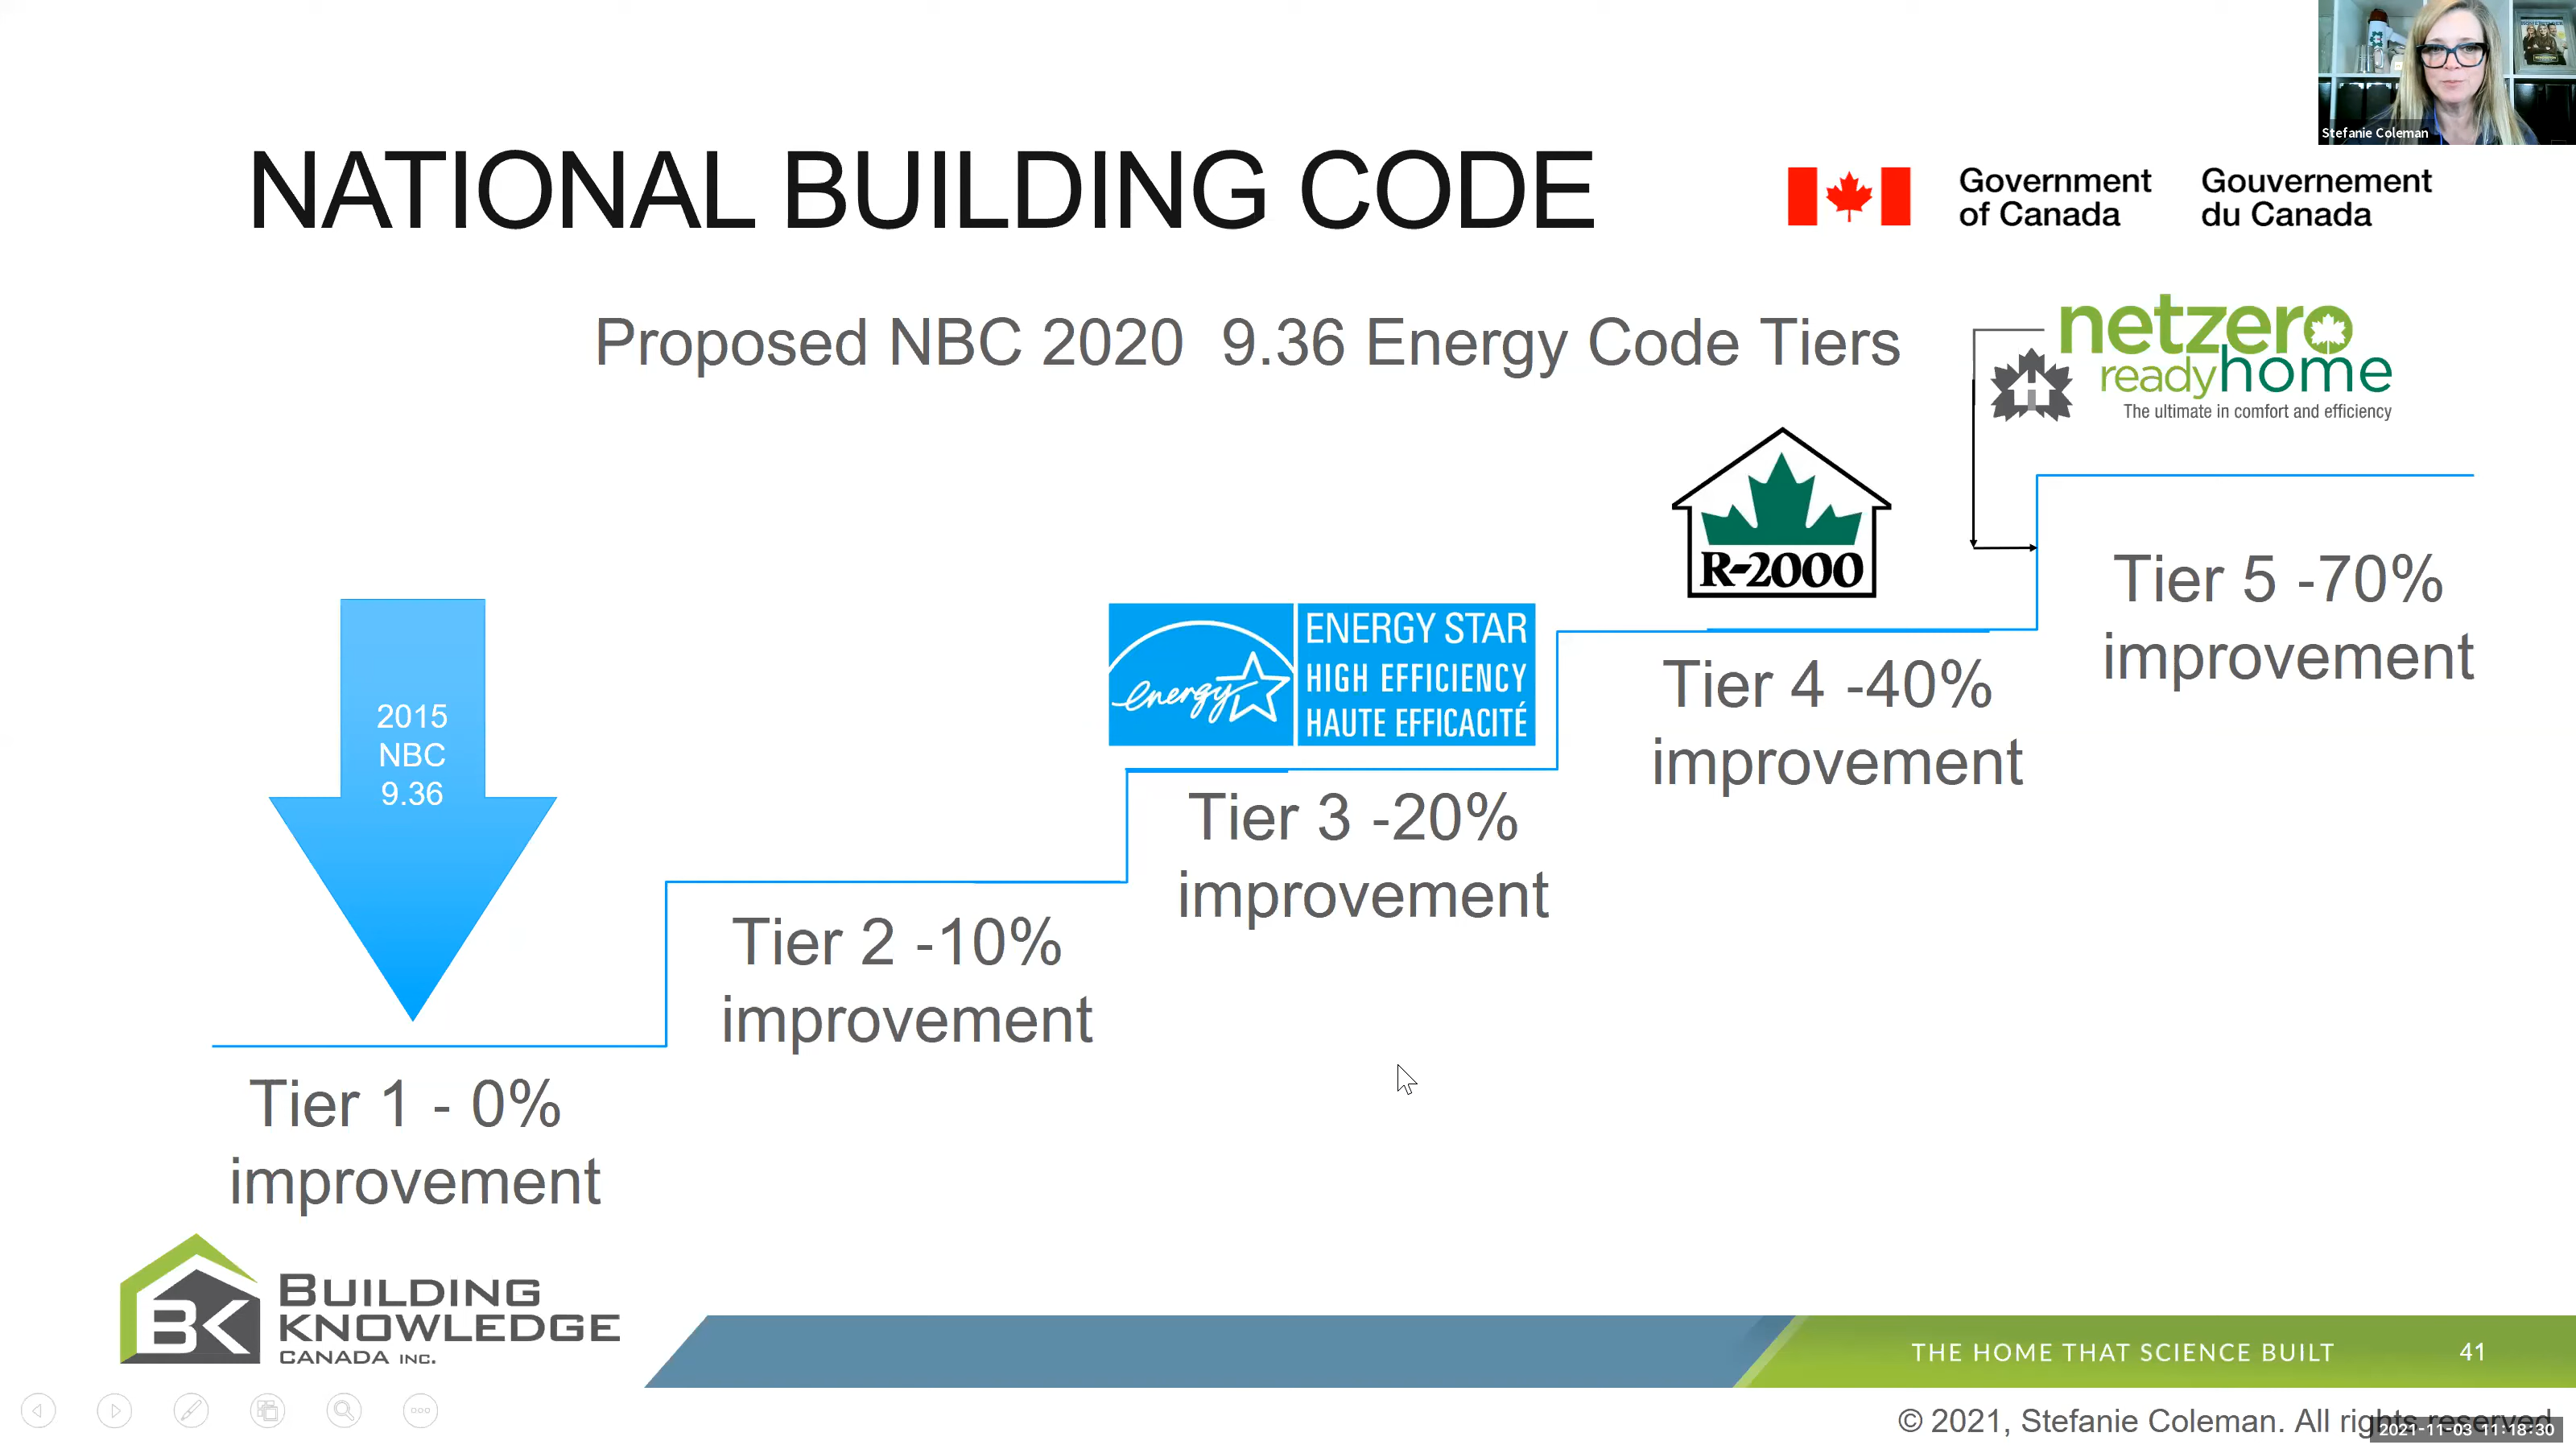 Stefanie Coleman
NATIONAL BUILDING CODE
Government
of Canada
Gouvernement
du Canada
Proposed NBC 2020 9.36 Energy Code Tiers
netzero
readyhome
The ultimate in comfort and efficiency
R-2000
energy
ENERGY STAR
HIGH EFFICIENCY
HAUTE EFFICACITÉ
Tier 5 -70%
improvement
Tier 4 -40%
improvement
2015
NBC
9.36
Tier 3 -20%
improvement
Tier 2 -10%
improvement
Tier 1 - 0%
improvement
BK
BUILDING
KNOWLEDGE
CANADA INC.
THE HOME THAT SCIENCE BUILT
41
© 2021, Stefanie Coleman. All rights reserved
2021-11-03 11:18:30